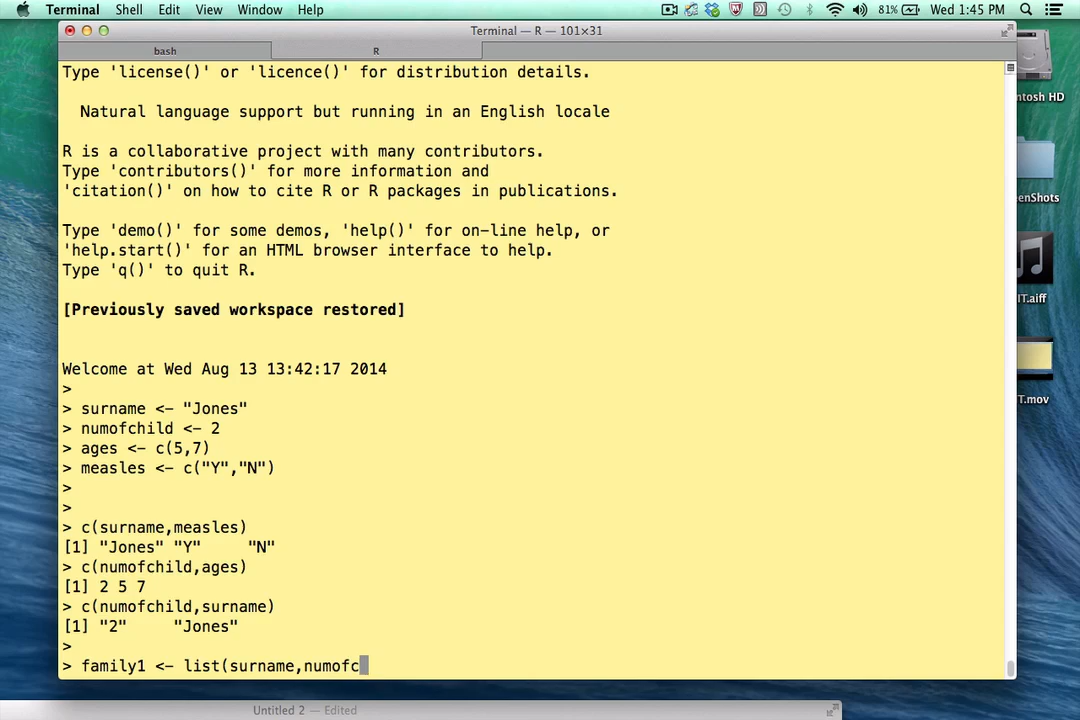 Terminal Shell Edit View Window Help 81% Wed 1:45 PM
Terminal — R — 101×31
bash R
Type 'license()' or 'licence()' for distribution details.
Natural language support but running in an English locale
R is a collaborative project with many contributors.
Type 'contributors()' for more information and
'citation()' on how to cite R or R packages in publications.
Type 'demo()' for some demos, 'help()' for on-line help, or
'help.start()' for an HTML browser interface to help.
Type 'q()' to quit R.
[Previously saved workspace restored]
Welcome at Wed Aug 13 13:42:17 2014
>
> surname <- "Jones"
> numofchild <- 2
> ages <- c(5,7)
> measles <- c("Y","N")
>
>
> c(surname,measles)
[1] "Jones" "Y"     "N"
> c(numofchild,ages)
[1] 2 5 7
> c(numofchild,surname)
[1] "2"     "Jones"
>
> family1 <- list(surname,numofc
ntosh HD
enShots
IT.aiff
T.mov
Untitled 2 — Edited